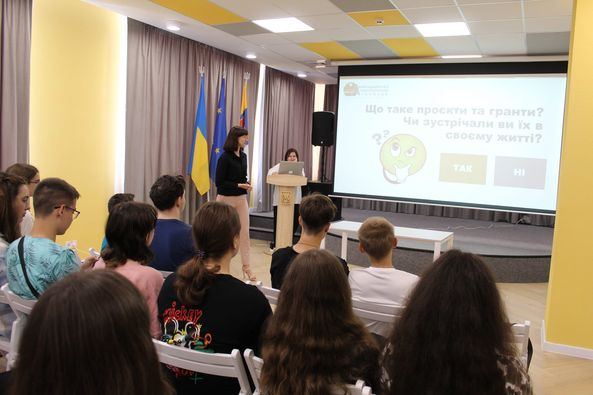 Що таке проєкти та гранти?
Чи зустрічали ви їх в
своєму житті?
ТАК
НІ